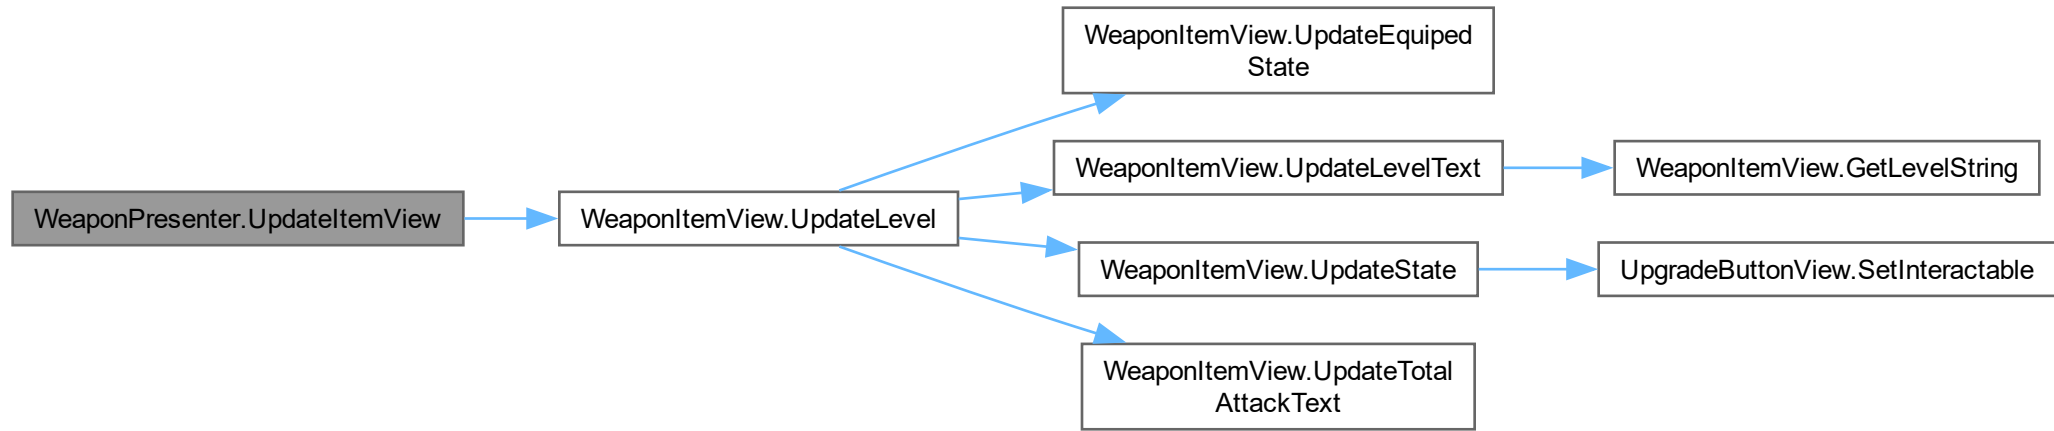 WeaponPresenter.UpdateItemView
WeaponItemView.UpdateLevel
WeaponItemView.UpdateEquiped
State
WeaponItemView.UpdateLevelText
WeaponItemView.GetLevelString
WeaponItemView.UpdateState
UpgradeButtonView.SetInteractable
WeaponItemView.UpdateTotal
AttackText